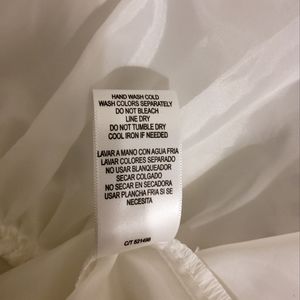 HAND WASH COLD
WASH COLORS SEPARATELY
DO NOT BLEACH
LINE DRY
DO NOT TUMBLE DRY
COOL IRON IF NEEDED
LAVAR A MANO CON AGUA FRIA
LAVAR COLORES SEPARADO
NO USAR BLANQUEADOR
SECAR COLGADO
NO SECAR EN SECADORA
USAR PLANCHA FRIA SI SE
NECESITA
C/T 621498